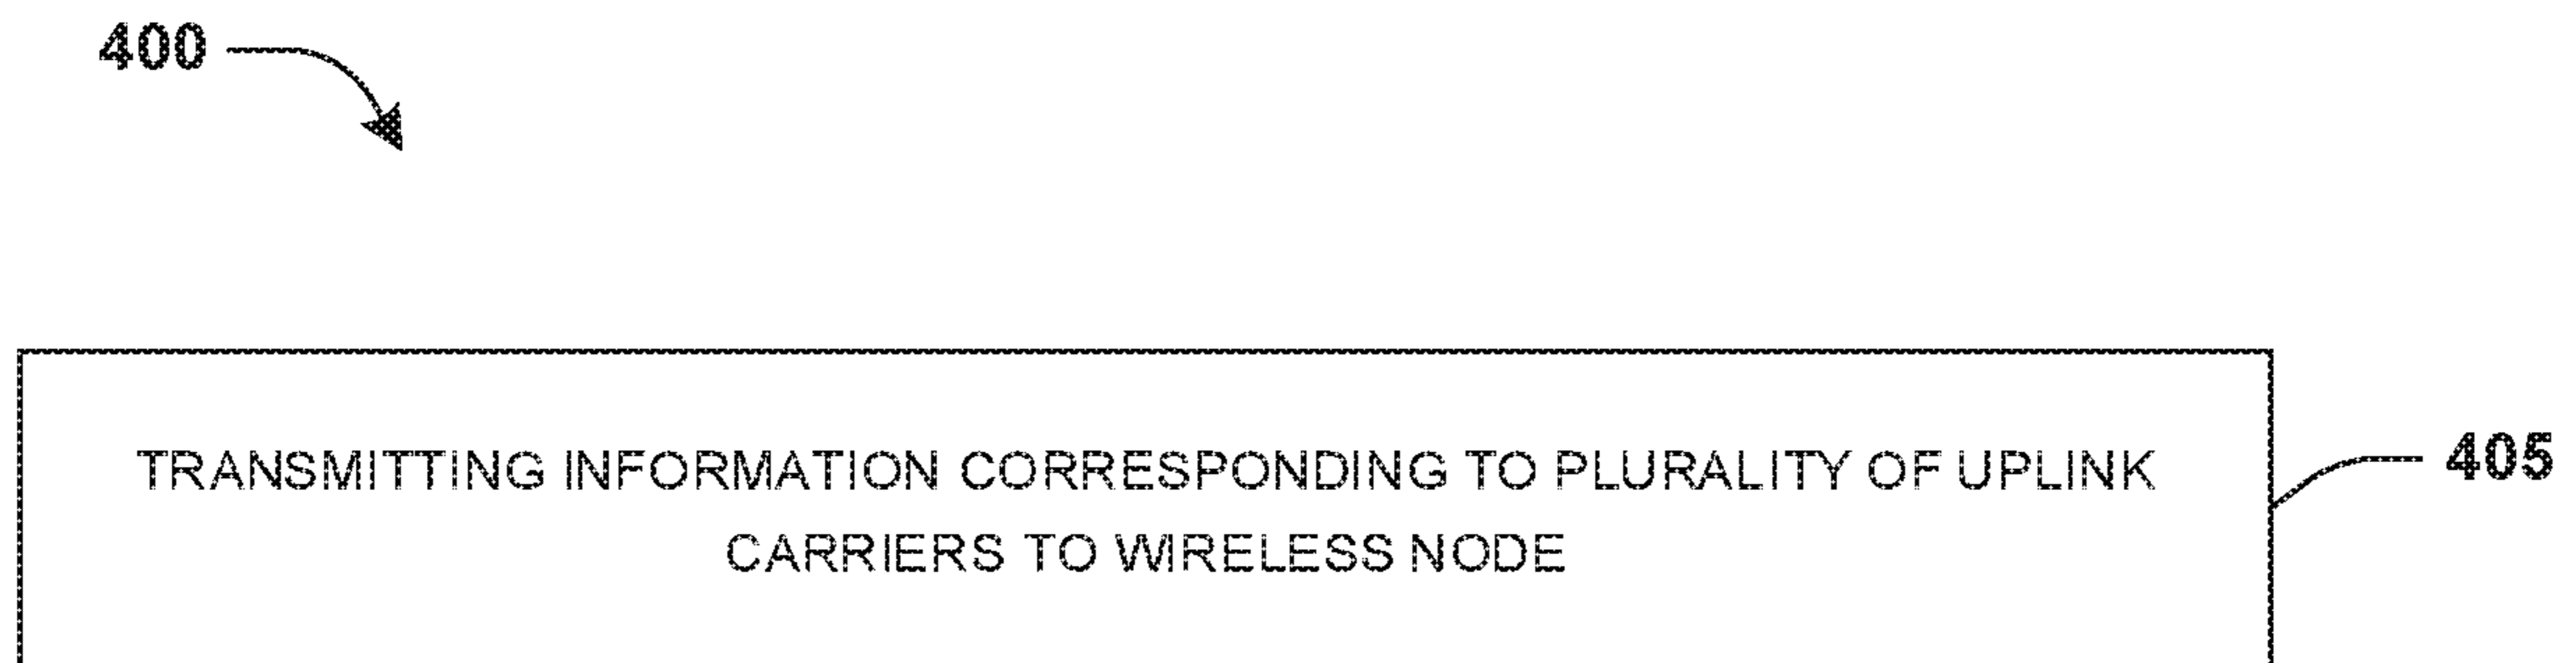 400
TRANSMITTING INFORMATION CORRESPONDING TO PLURALITY OF UPLINK
CARRIERS TO WIRELESS NODE
405